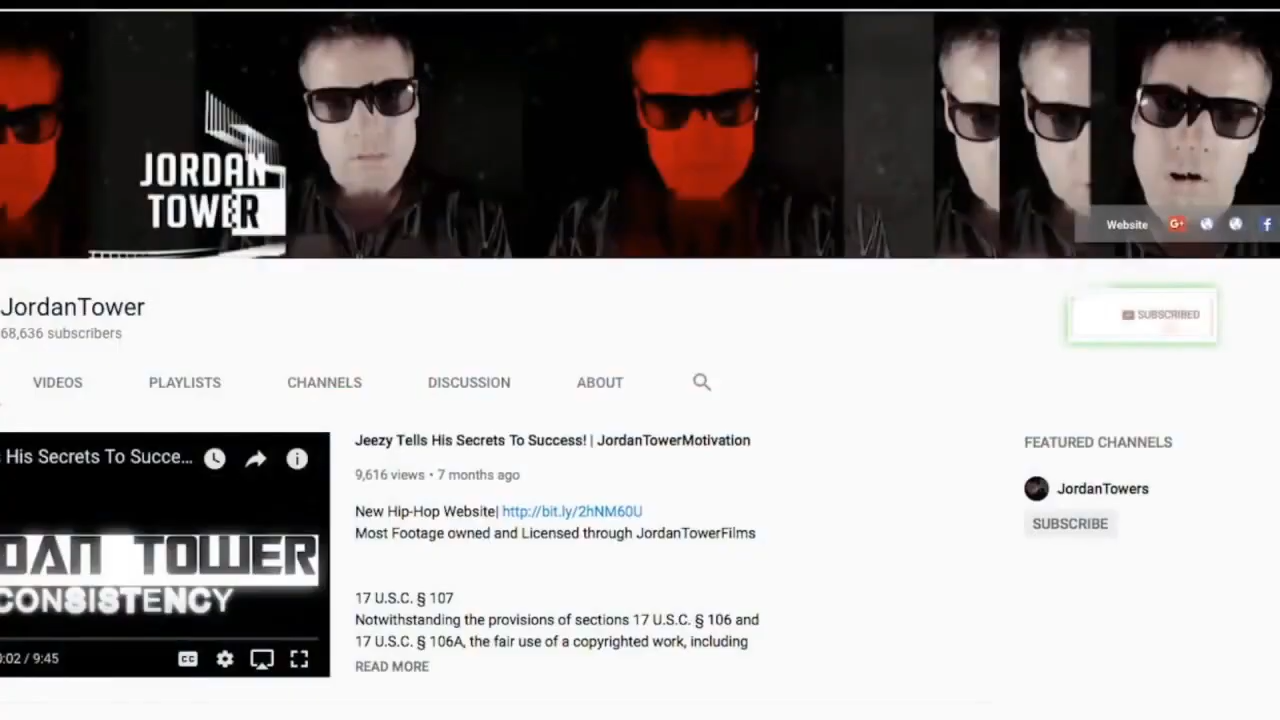 JORDAN
TOWER
Website
JordanTower
68,636 subscribers
SUBSCRIBED
VIDEOS PLAYLISTS CHANNELS DISCUSSION ABOUT
His Secrets To Succe...
DAN TOWER
CONSISTENCY
0:02 / 9:45
CC
Jeezy Tells His Secrets To Success! | JordanTowerMotivation
9,616 views • 7 months ago
New Hip-Hop Website| http://bit.ly/2hNM60U
Most Footage owned and Licensed through JordanTowerFilms
17 U.S.C. § 107
Notwithstanding the provisions of sections 17 U.S.C. § 106 and
17 U.S.C. § 106A, the fair use of a copyrighted work, including
READ MORE
FEATURED CHANNELS
JordanTowers
SUBSCRIBE